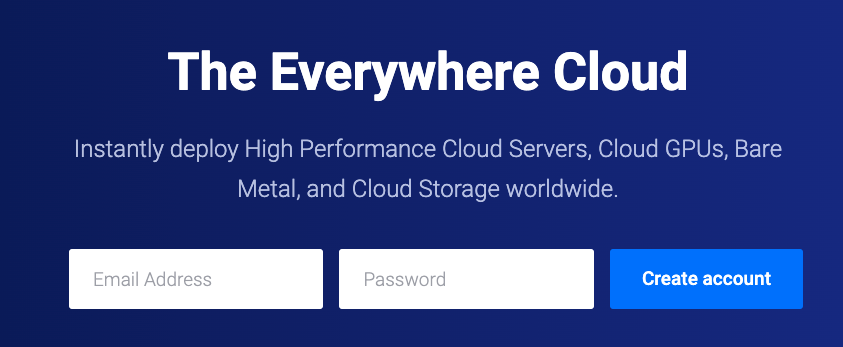 The Everywhere Cloud
Instantly deploy High Performance Cloud Servers, Cloud GPUs, Bare
Metal, and Cloud Storage worldwide.
Email Address
Password
Create account